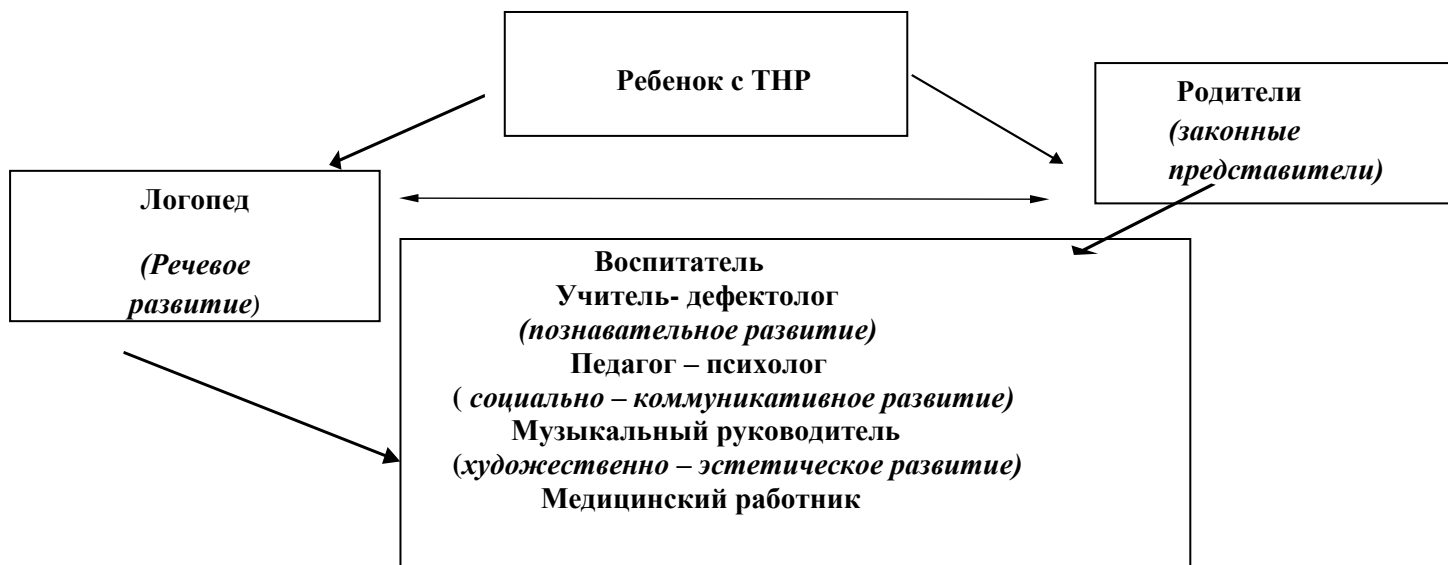 Ребенок с ТНР
Родители
(законные
представители)
Логопед
(Речевое
развитие)
Воспитатель
Учитель- дефектолог
(познавательное развитие)
Педагог – психолог
( социально – коммуникативное развитие)
Музыкальный руководитель
(художественно – эстетическое развитие)
Медицинский работник